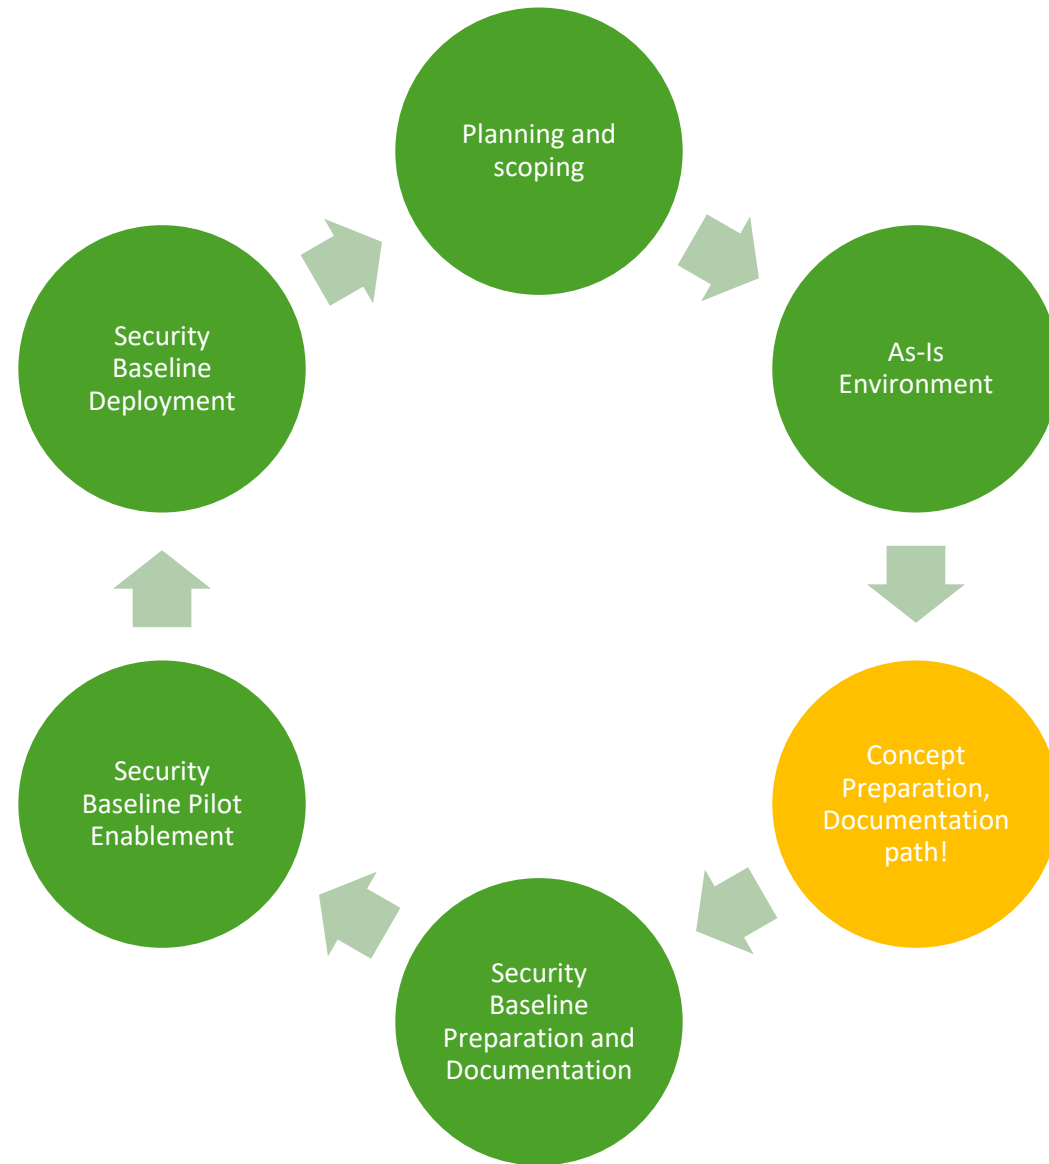 Planning and
scoping
As-Is
Environment
Concept
Preparation,
Documentation
path!
Security
Baseline
Preparation and
Documentation
Security
Baseline Pilot
Enablement
Security
Baseline
Deployment